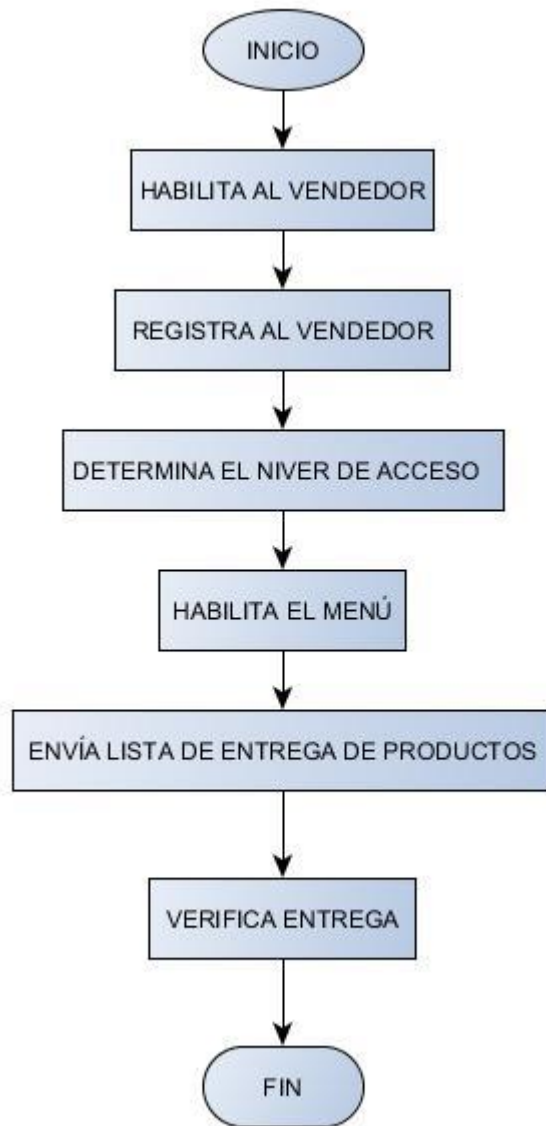 INICIO
HABILITA AL VENDEDOR
REGISTRA AL VENDEDOR
DETERMINA EL NIVER DE ACCESO
HABILITA EL MENÚ
ENVÍA LISTA DE ENTREGA DE PRODUCTOS
VERIFICA ENTREGA
FIN